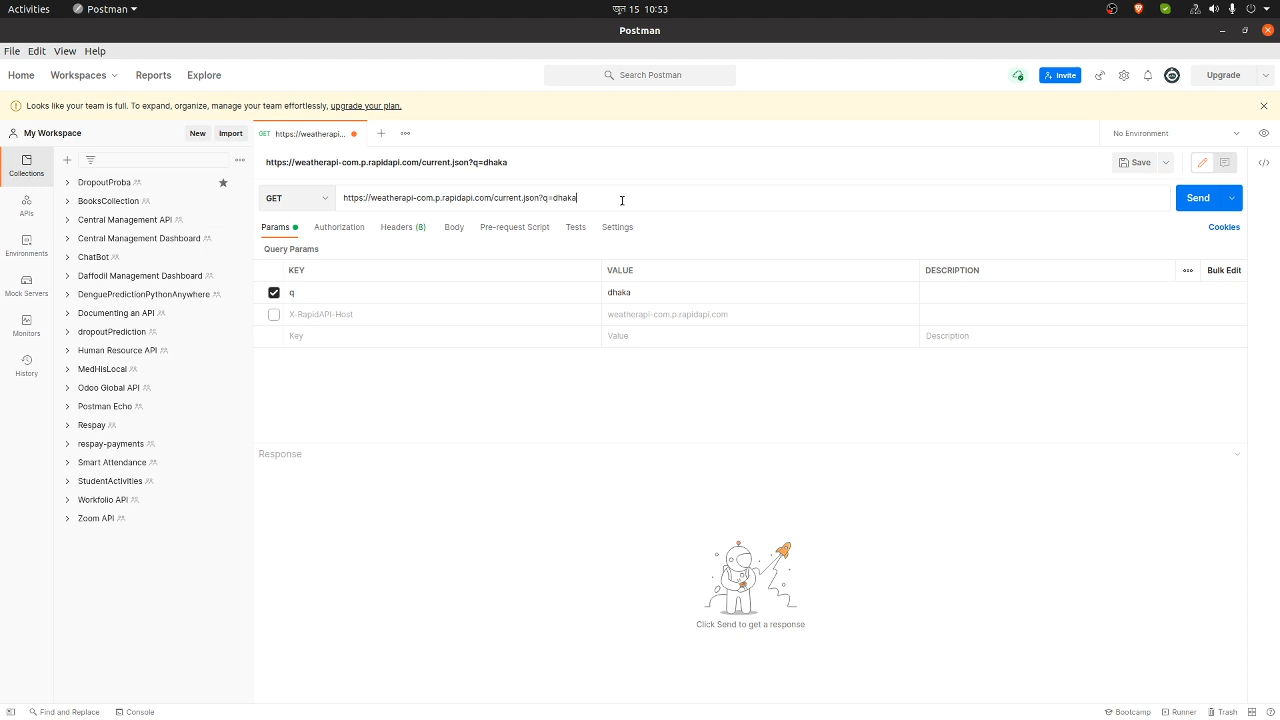 Activities
Postman
জুন 15 10:53
Postman
File Edit View Help
Home Workspaces Reports Explore
Search Postman
Invite
Upgrade
Looks like your team is full. To expand, organize, manage your team effortlessly, upgrade your plan.
My Workspace
New Import
GET https://weatherapi...
No Environment
Collections
APIs
Environments
Mock Servers
Monitors
History
DropoutProba
BooksCollection
Central Management API
Central Management Dashboard
ChatBot
Daffodil Management Dashboard
DenguePredictionPythonAnywhere
Documenting an API
dropoutPrediction
Human Resource API
MedHisLocal
Odoo Global API
Postman Echo
Respay
respay-payments
Smart Attendance
StudentActivities
Workfolio API
Zoom API
https://weatherapi-com.p.rapidapi.com/current.json?q=dhaka
Save
GET
https://weatherapi-com.p.rapidapi.com/current.json?q=dhaka
Send
Params Authorization Headers (8) Body Pre-request Script Tests Settings
Cookies
Query Params
KEY VALUE DESCRIPTION
Bulk Edit
q dhaka
X-RapidAPI-Host weatherapi-com.p.rapidapi.com
Key Value Description
Response
Click Send to get a response
Find and Replace Console
Bootcamp Runner Trash